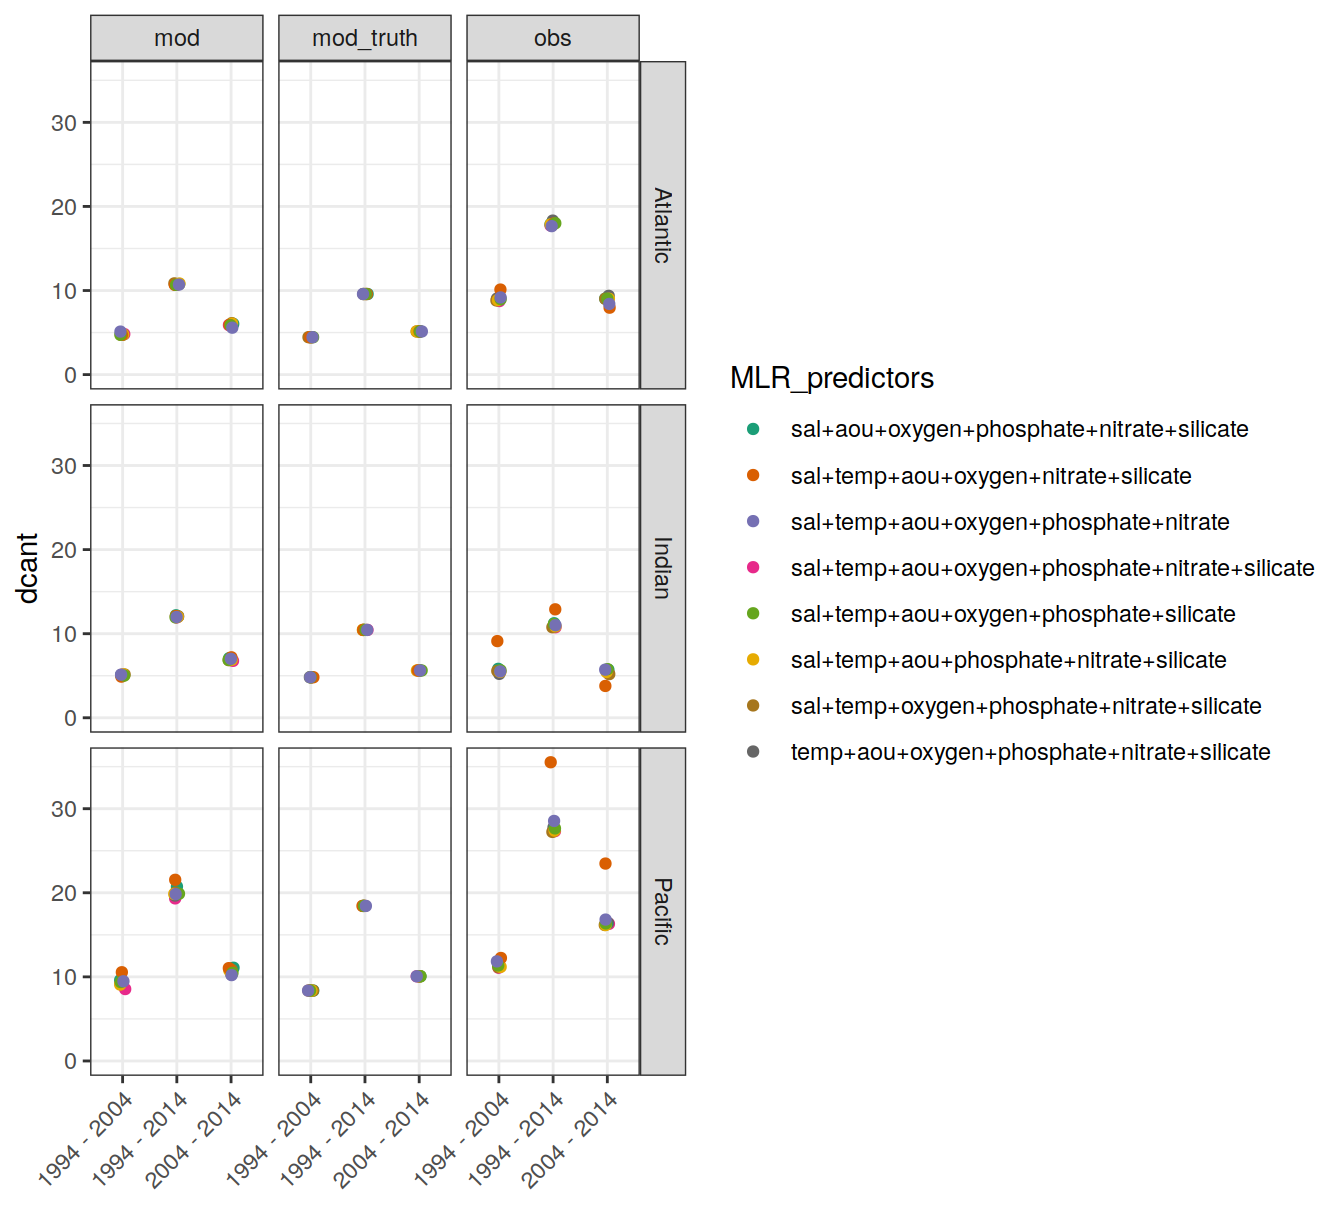 mod mod_truth obs
30
20
10
0
Atlantic
30
20
10
0
Indian
30
20
10
0
Pacific
dcant
1994 - 2004 1994 - 2014 2004 - 2014 1994 - 2004 1994 - 2014 2004 - 2014 1994 - 2004 1994 - 2014 2004 - 2014
MLR_predictors
sal+aou+oxygen+phosphate+nitrate+silicate
sal+temp+aou+oxygen+nitrate+silicate
sal+temp+aou+oxygen+phosphate+nitrate
sal+temp+aou+oxygen+phosphate+nitrate+silicate
sal+temp+aou+oxygen+phosphate+silicate
sal+temp+aou+phosphate+nitrate+silicate
sal+temp+oxygen+phosphate+nitrate+silicate
temp+aou+oxygen+phosphate+nitrate+silicate